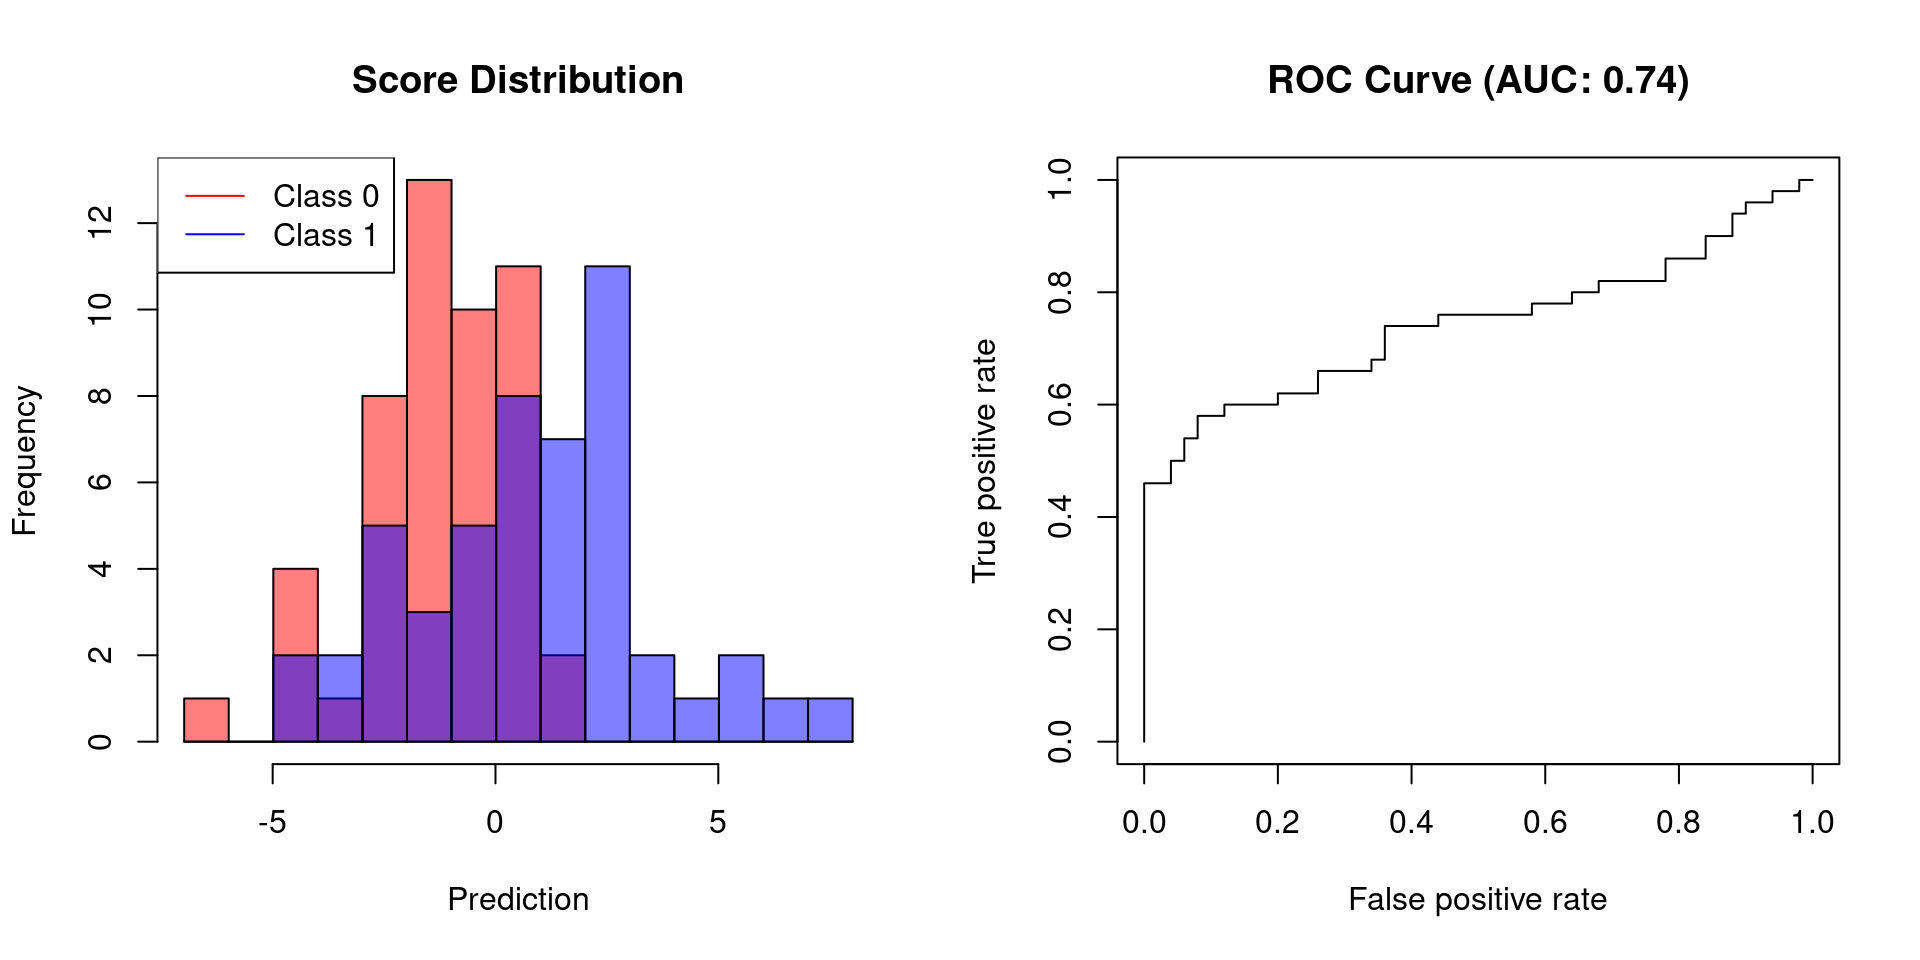 Score Distribution
Class 0
Class 1
Frequency
0
2
4
6
8
10
12
-5
0
5
Prediction
ROC Curve (AUC: 0.74)
True positive rate
0.0
0.2
0.4
0.6
0.8
1.0
0.0
0.2
0.4
0.6
0.8
1.0
False positive rate